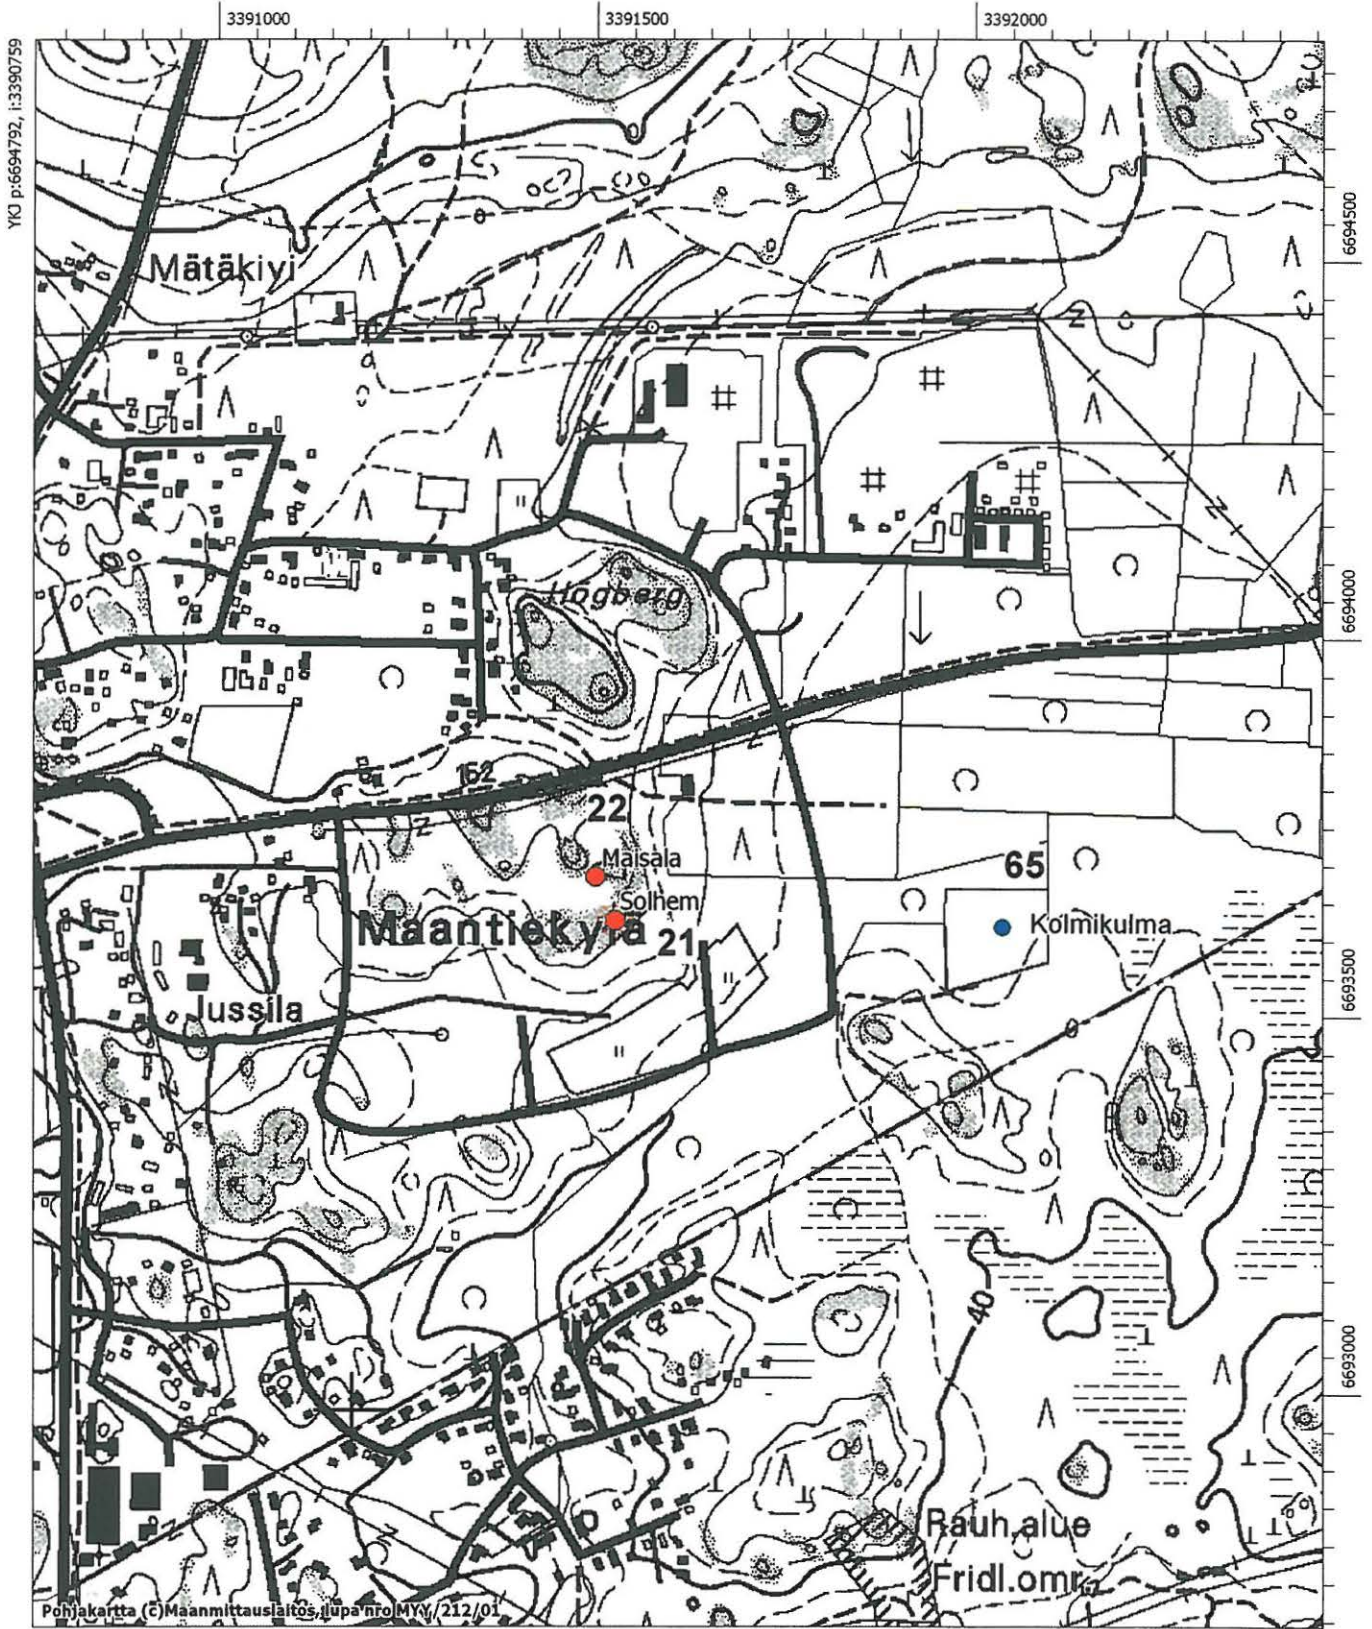 3391000
3391500
3392000
YKJ p:6694792, i:3390759
6694500
Mätäkivi
Högberg
6694000
152
22
Maisala
65
Solhem
Kolmikulma
Maantiekylä
21
6693500
Jussila
40
6693000
Rauh.alue
Fridl.omr.
Pohjakartta (c)Maanmittauslaitos, lupa nro MYY/212/01